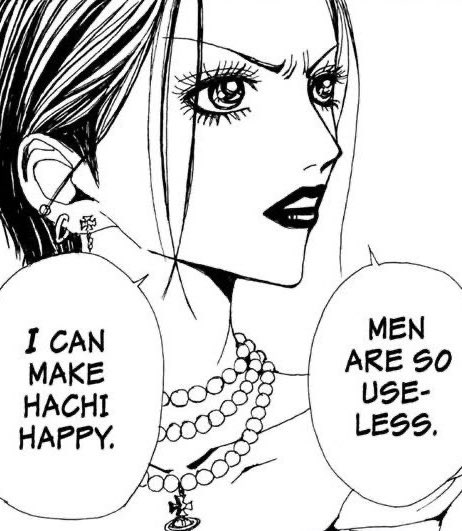 MEN
ARE SO
USE-
LESS.
I CAN
MAKE
HACHI
HAPPY.